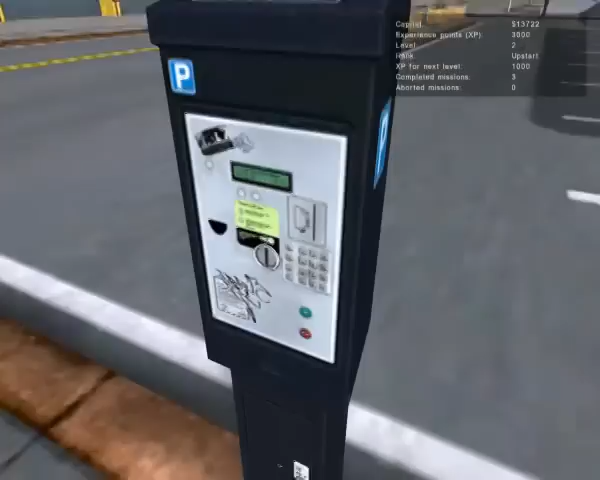 Capital: $13722
Experience points (XP): 3800
Level: 2
Rank: Upstart
XP for next level: 1000
Completed missions: 3
Aborted missions: 0
P
P